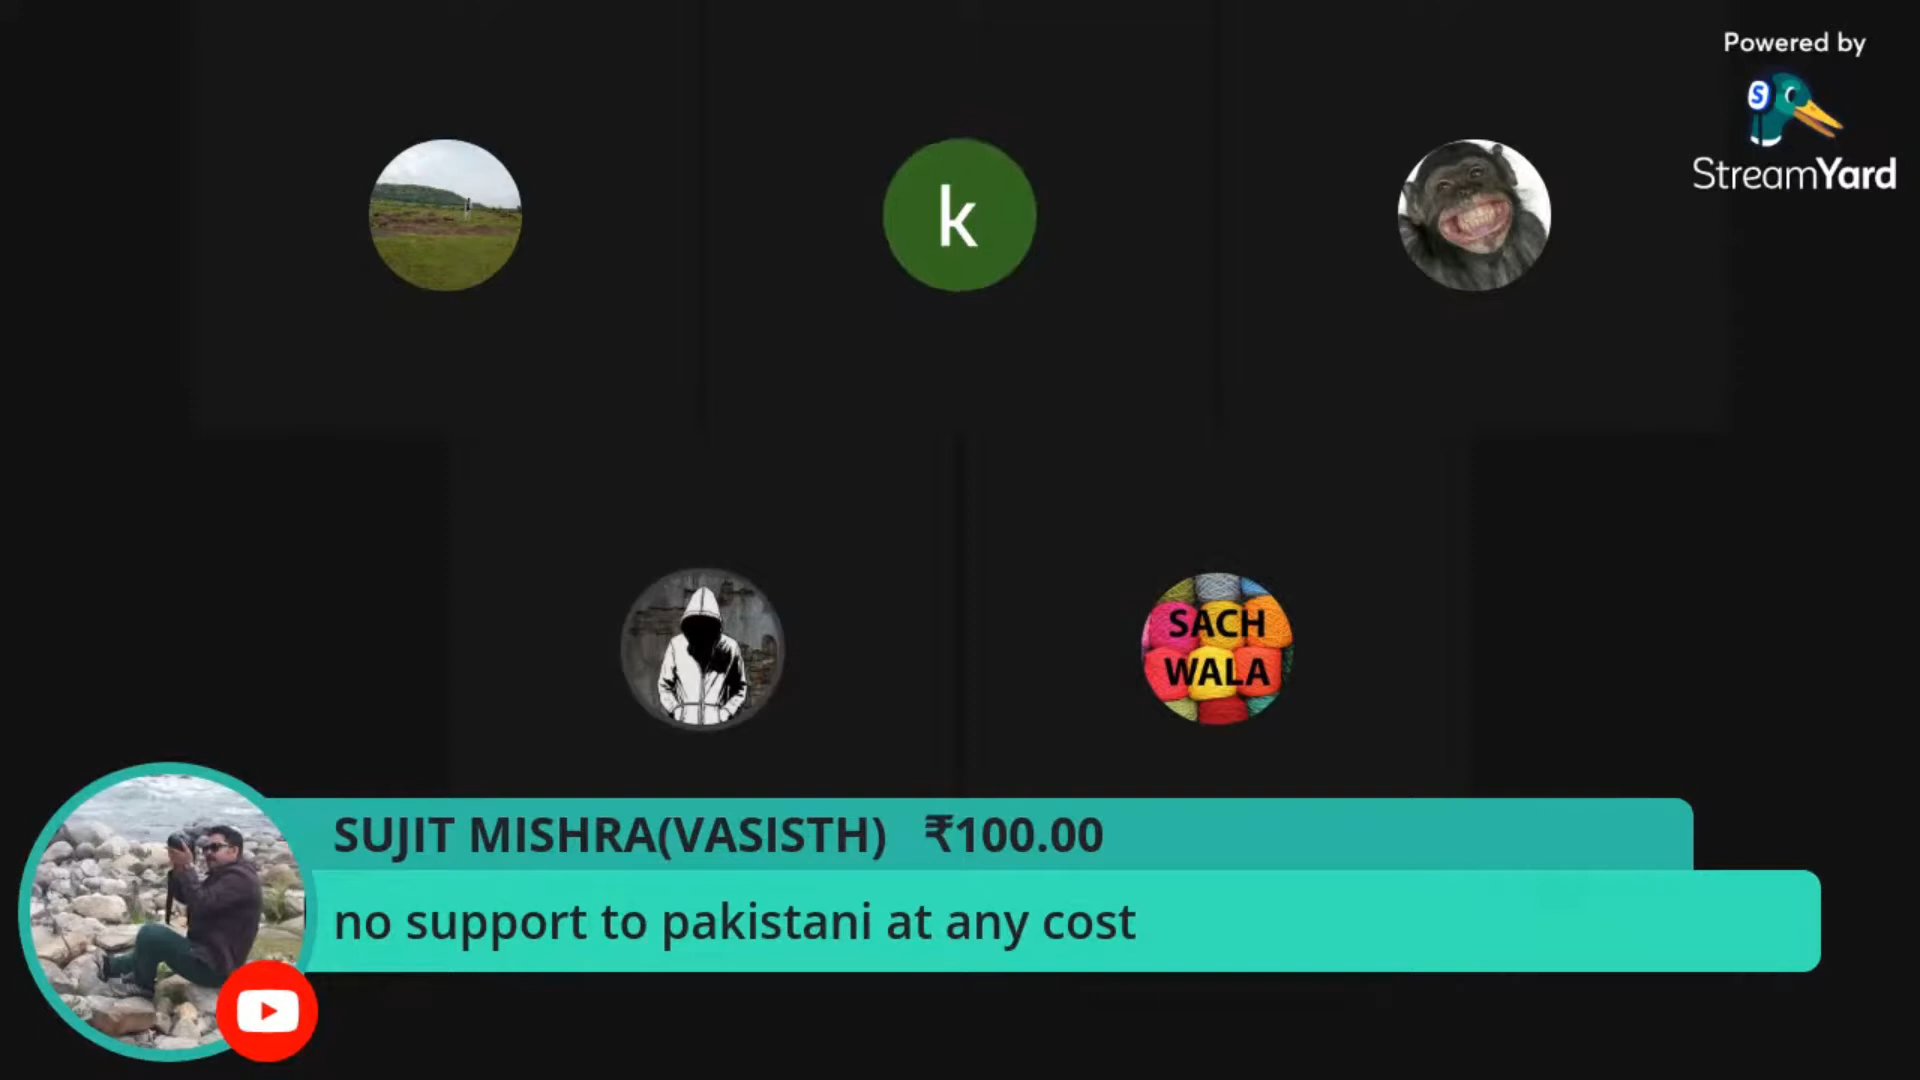 Powered by
S
StreamYard
k
SACH
WALA
SUJIT MISHRA(VASISTH) ₹100.00
no support to pakistani at any cost